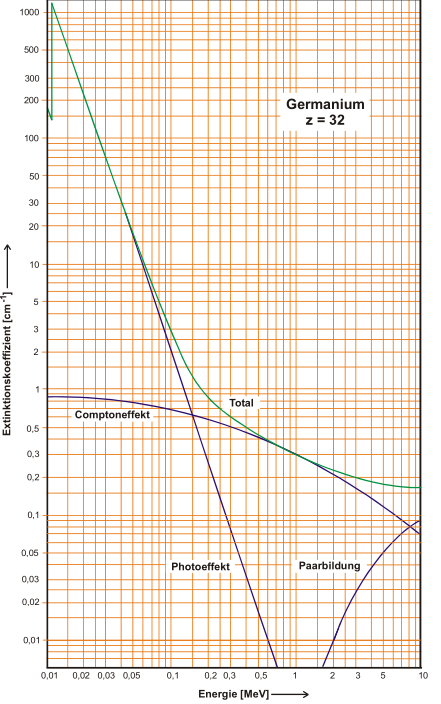 1000
500
300
200
100
50
30
20
10
5
3
2
1
0,5
0,3
0,2
0,1
0,05
0,03
0,02
0,01
Extinktionskoeffizient [cm⁻¹]
Germanium
z = 32
Total
Comptoneffekt
Photoeffekt
Paarbildung
0,01 0,02 0,03 0,05 0,1 0,2 0,3 0,5 1 2 3 5 10
Energie [MeV]